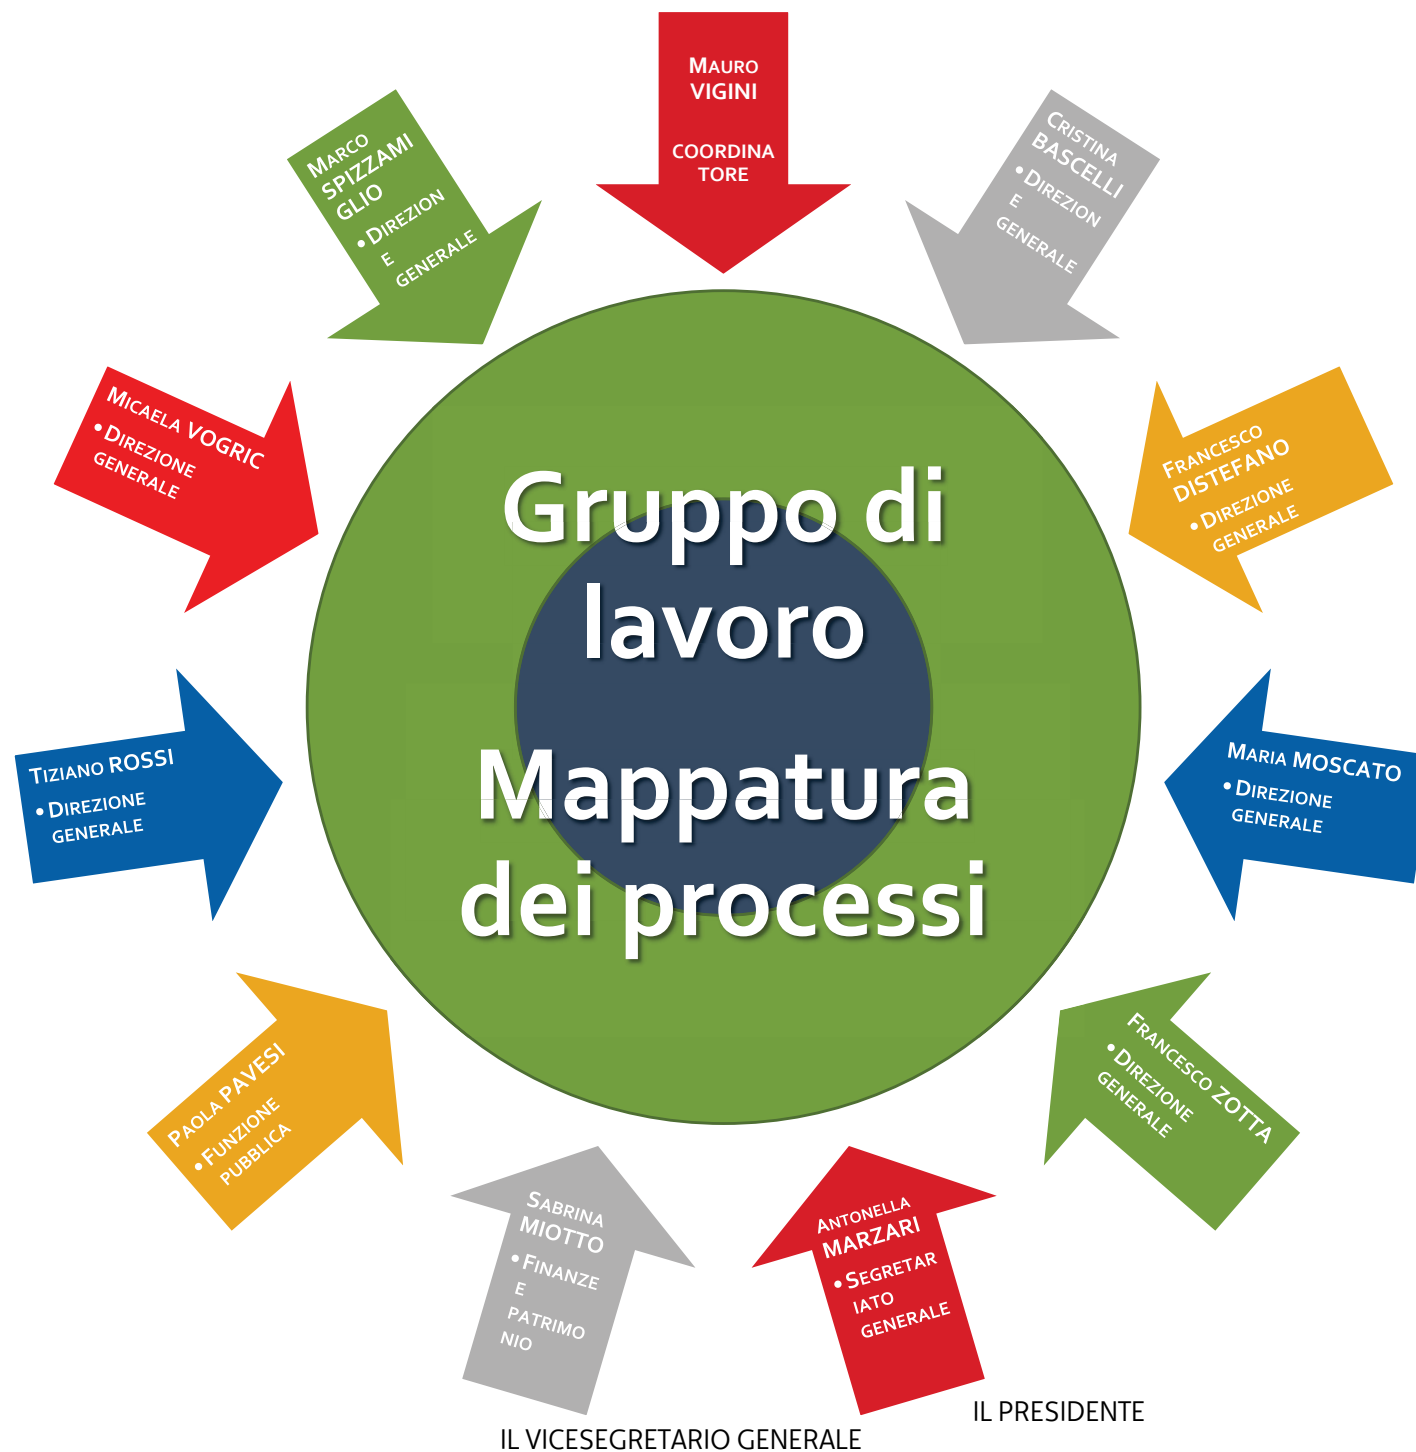 MAURO
VIGINI
COORDINA
TORE
CRISTINA
BASCELLI
• DIREZION
E
GENERALE
FRANCESCO
DISTEFANO
• DIREZIONE
GENERALE
MARIA MOSCATO
• DIREZIONE
GENERALE
FRANCESCO ZOTTA
• DIREZIONE
GENERALE
ANTONELLA
MARZARI
• SEGRETAR
IATO
GENERALE
SABRINA
MIOTTO
• FINANZE
E
PATRIMO
NIO
PAOLA PAVESI
• FUNZIONE
PUBBLICA
TIZIANO ROSSI
• DIREZIONE
GENERALE
MICAELA VOGRIC
• DIREZIONE
GENERALE
MARCO
SPIZZAMI
GLIO
• DIREZION
E
GENERALE
Gruppo di
lavoro
Mappatura
dei processi
IL PRESIDENTE
IL VICESEGRETARIO GENERALE